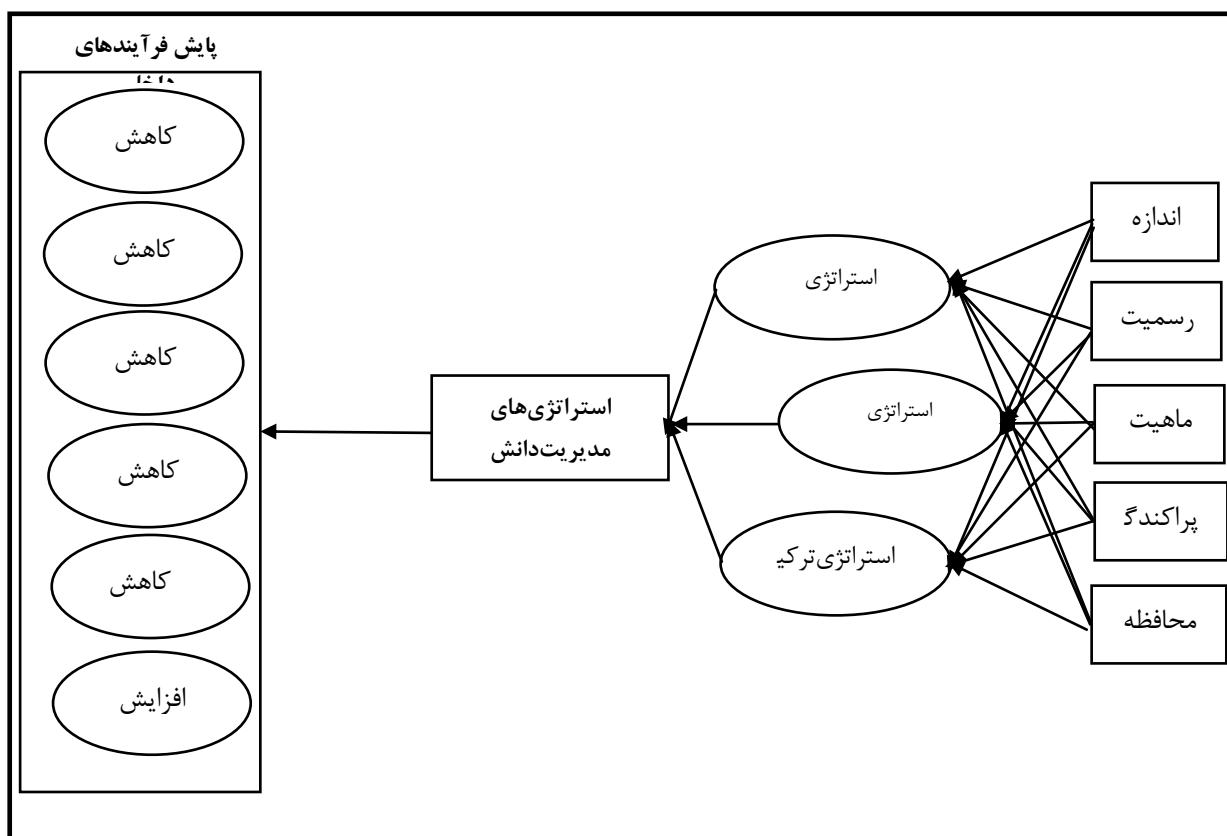 پایش فرآیندهای
کاهش
کاهش
کاهش
کاهش
کاهش
افزایش
استراتژی‌های
مدیریت‌دانش
استراتژی
استراتژی
استراتژی‌ترکی
اندازه
رسمیت
ماهیت
پراکندگ
محافظه